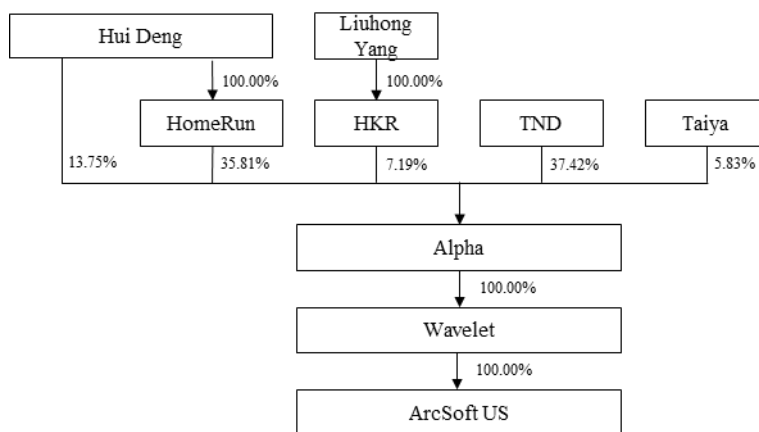 Hui Deng
Liuhong
Yang
100.00%
100.00%
HomeRun
HKR
TND
Taiya
13.75%
35.81%
7.19%
37.42%
5.83%
Alpha
100.00%
Wavelet
100.00%
ArcSoft US